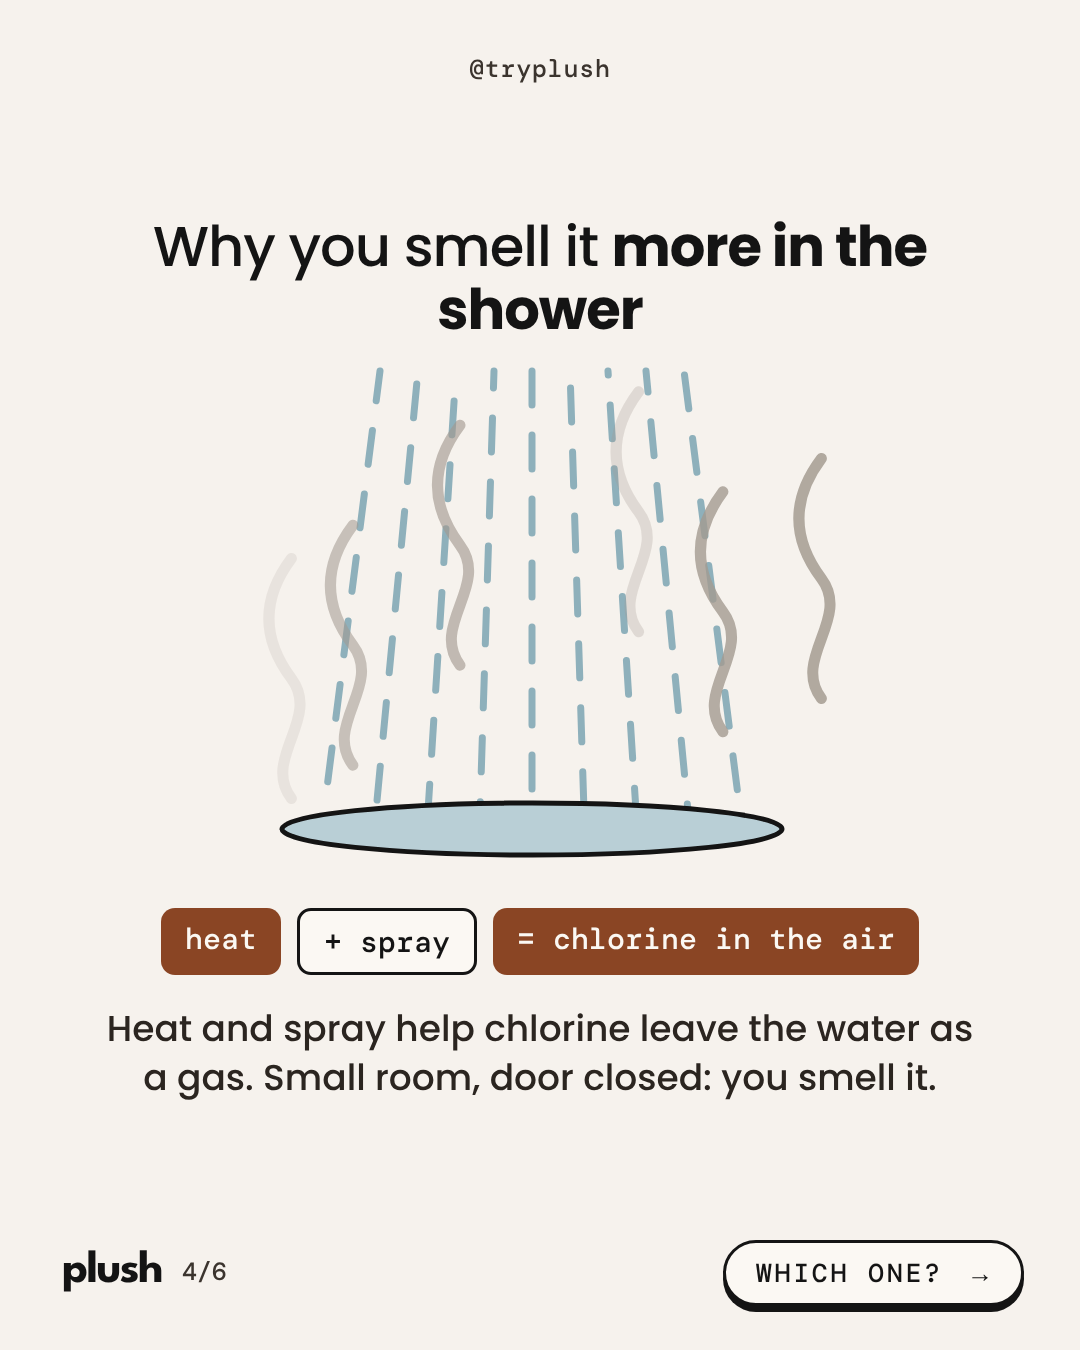 @tryplush
Why you smell it more in the
shower
heat + spray = chlorine in the air
Heat and spray help chlorine leave the water as
a gas. Small room, door closed: you smell it.
plush 4/6 WHICH ONE? →